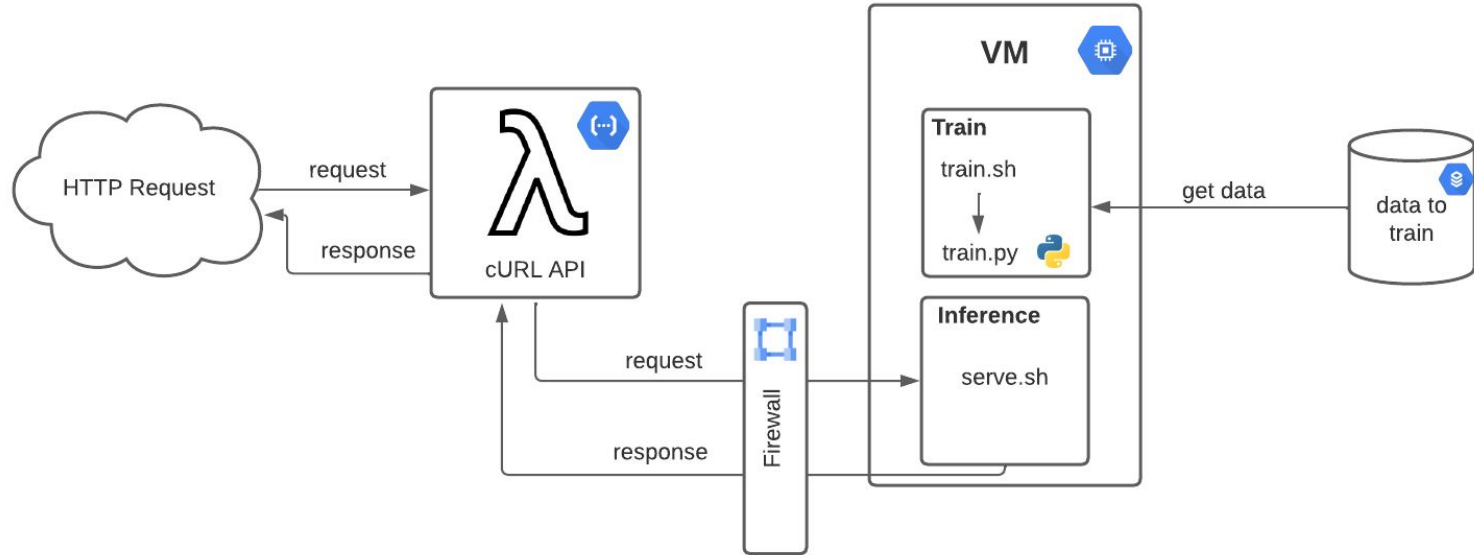 HTTP Request
request
response
cURL API
request
response
Firewall
VM
Train
train.sh
train.py
Inference
serve.sh
get data
data to
train